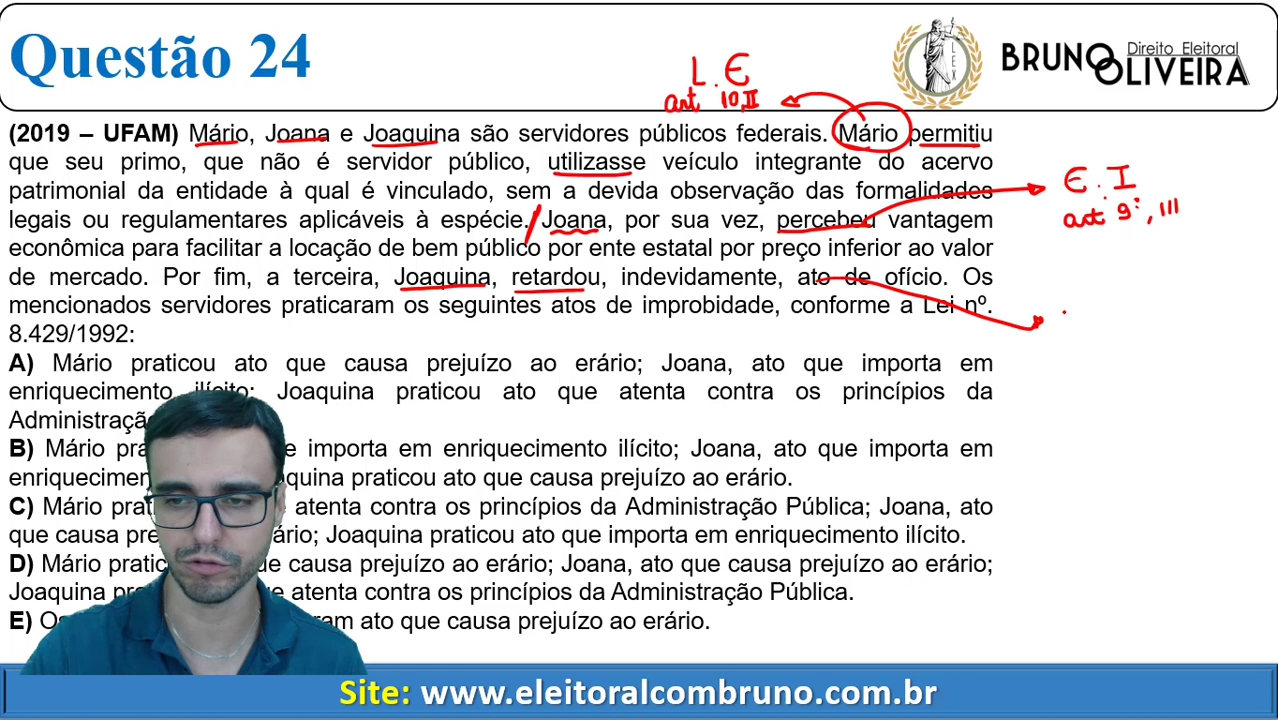 Questão 24
L.E
art 10, II
BRUNO OLIVEIRA
Direito Eleitoral
LEX
(2019 – UFAM) Mário, Joana e Joaquina são servidores públicos federais. Mário permitiu
que seu primo, que não é servidor público, utilizasse veículo integrante do acervo
patrimonial da entidade à qual é vinculado, sem a devida observação das formalidades
E.I
legais ou regulamentares aplicáveis à espécie. Joana, por sua vez, percebeu vantagem
art 9º, III
econômica para facilitar a locação de bem público por ente estatal por preço inferior ao valor
de mercado. Por fim, a terceira, Joaquina, retardou, indevidamente, ato de ofício. Os
mencionados servidores praticaram os seguintes atos de improbidade, conforme a Lei nº.
8.429/1992:
A) Mário praticou ato que causa prejuízo ao erário; Joana, ato que importa em
enriquecimento ilícito; Joaquina praticou ato que atenta contra os princípios da
Administração
B) Mário importa em enriquecimento ilícito; Joana, ato que importa em
praticou ato que causa prejuízo ao erário.
C) Mário atenta contra os princípios da Administração Pública; Joana, ato
que causa Joaquina praticou ato que importa em enriquecimento ilícito.
D) Mário causa prejuízo ao erário; Joana, ato que causa prejuízo ao erário;
Joaquina atenta contra os princípios da Administração Pública.
E) ato que causa prejuízo ao erário.
Site: www.eleitoralcombruno.com.br